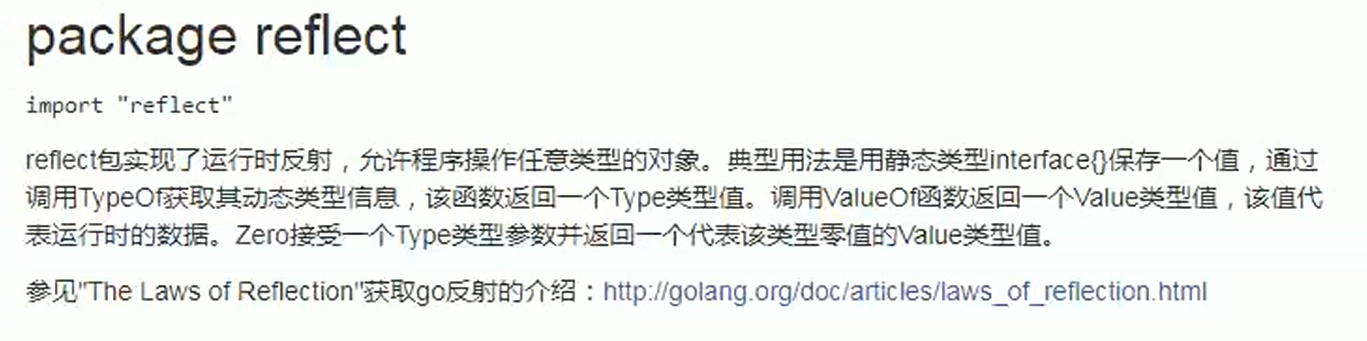 package reflect
import "reflect"
reflect包实现了运行时反射，允许程序操作任意类型的对象。典型用法是用静态类型interface{}保存一个值，通过
调用TypeOf获取其动态类型信息，该函数返回一个Type类型值。调用ValueOf函数返回一个Value类型值，该值代
表运行时的数据。Zero接受一个Type类型参数并返回一个代表该类型零值的Value类型值。
参见"The Laws of Reflection"获取go反射的介绍：http://golang.org/doc/articles/laws_of_reflection.html